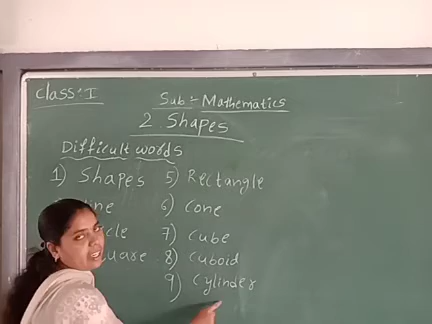 Class: I
Sub:- Mathematics
2 Shapes
Difficult words
1) Shapes 5) Rectangle
6) Cone
7) Cube
8) Cuboid
9) Cylinder